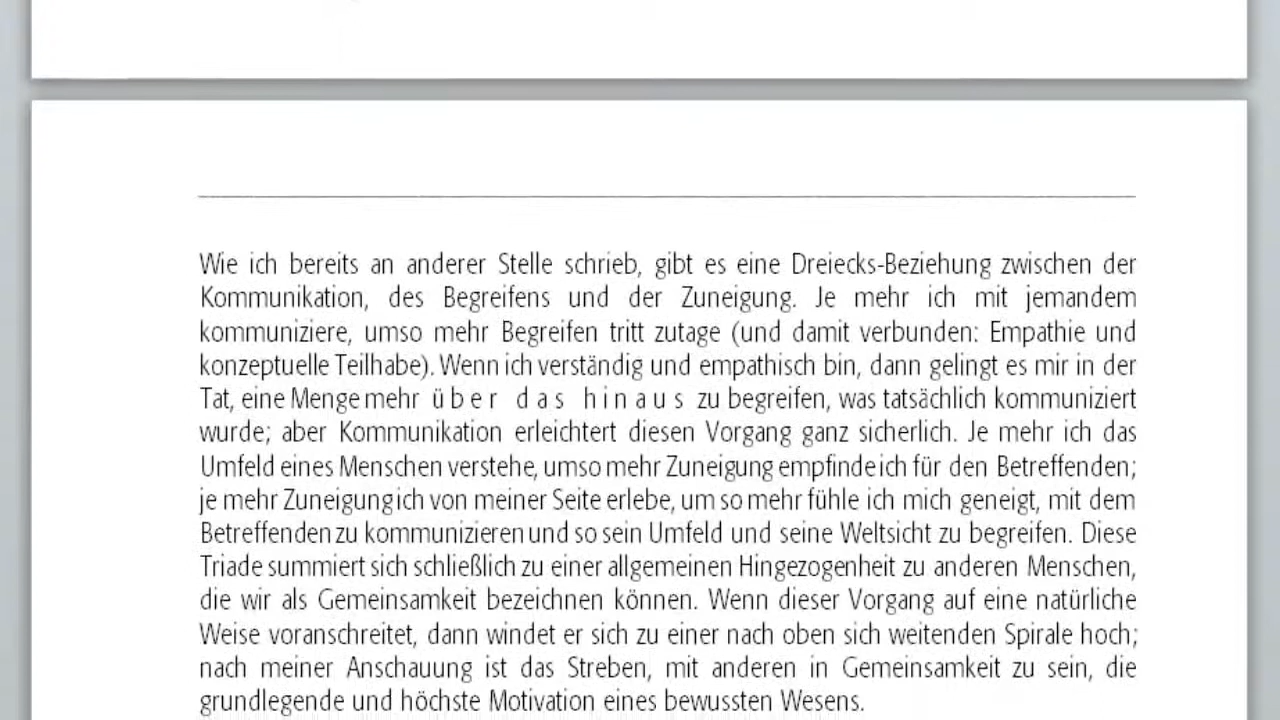 Wie ich bereits an anderer Stelle schrieb, gibt es eine Dreiecks-Beziehung zwischen der
Kommunikation, des Begreifens und der Zuneigung. Je mehr ich mit jemandem
kommuniziere, umso mehr Begreifen tritt zutage (und damit verbunden: Empathie und
konzeptuelle Teilhabe). Wenn ich verständig und empathisch bin, dann gelingt es mir in der
Tat, eine Menge mehr ü b e r d a s h i n a u s zu begreifen, was tatsächlich kommuniziert
wurde; aber Kommunikation erleichtert diesen Vorgang ganz sicherlich. Je mehr ich das
Umfeld eines Menschen verstehe, umso mehr Zuneigung empfinde ich für den Betreffenden;
je mehr Zuneigung ich von meiner Seite erlebe, um so mehr fühle ich mich geneigt, mit dem
Betreffenden zu kommunizieren und so sein Umfeld und seine Weltsicht zu begreifen. Diese
Triade summiert sich schließlich zu einer allgemeinen Hingezogenheit zu anderen Menschen,
die wir als Gemeinsamkeit bezeichnen können. Wenn dieser Vorgang auf eine natürliche
Weise voranschreitet, dann windet er sich zu einer nach oben sich weitenden Spirale hoch;
nach meiner Anschauung ist das Streben, mit anderen in Gemeinsamkeit zu sein, die
grundlegende und höchste Motivation eines bewussten Wesens.